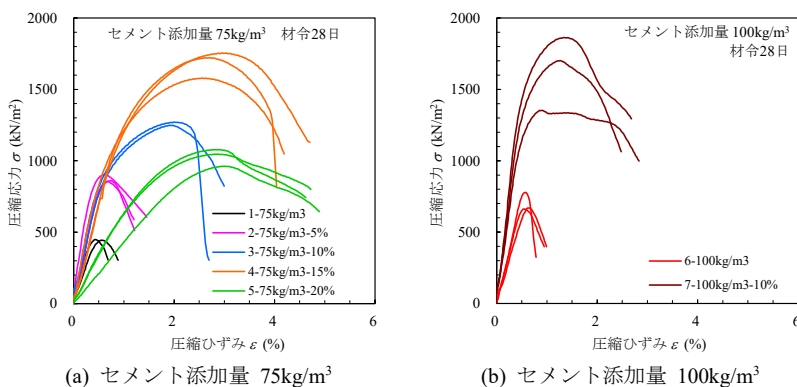 セメント添加量 75kg/m³ 材令28日
圧縮応力 σ (kN/m²)
2000
1500
1000
500
0
0 2 4 6
圧縮ひずみ ε (%)
1-75kg/m3
2-75kg/m3-5%
3-75kg/m3-10%
4-75kg/m3-15%
5-75kg/m3-20%
(a) セメント添加量 75kg/m³
セメント添加量 100kg/m³
材令28日
圧縮応力 σ (kN/m²)
2000
1500
1000
500
0
0 2 4 6
圧縮ひずみ ε (%)
6-100kg/m3
7-100kg/m3-10%
(b) セメント添加量 100kg/m³